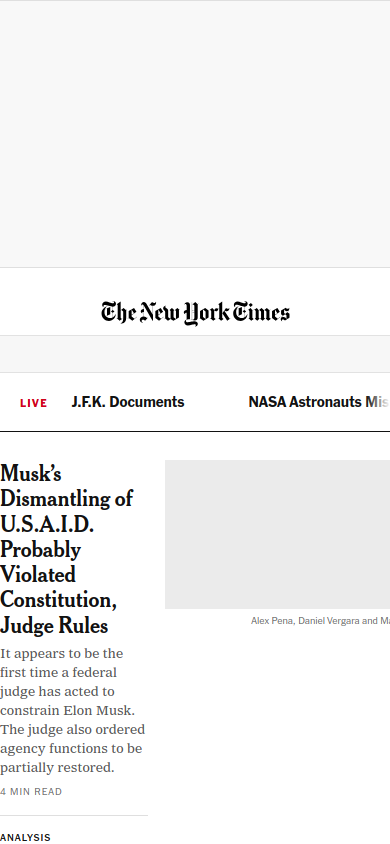 The New York Times
LIVE J.F.K. Documents NASA Astronauts
Musk's
Dismantling of
U.S.A.I.D.
Probably
Violated
Constitution,
Judge Rules
Alex Pena, Daniel Vergara and
It appears to be the
first time a federal
judge has acted to
constrain Elon Musk.
The judge also ordered
agency functions to be
partially restored.
4 MIN READ
ANALYSIS